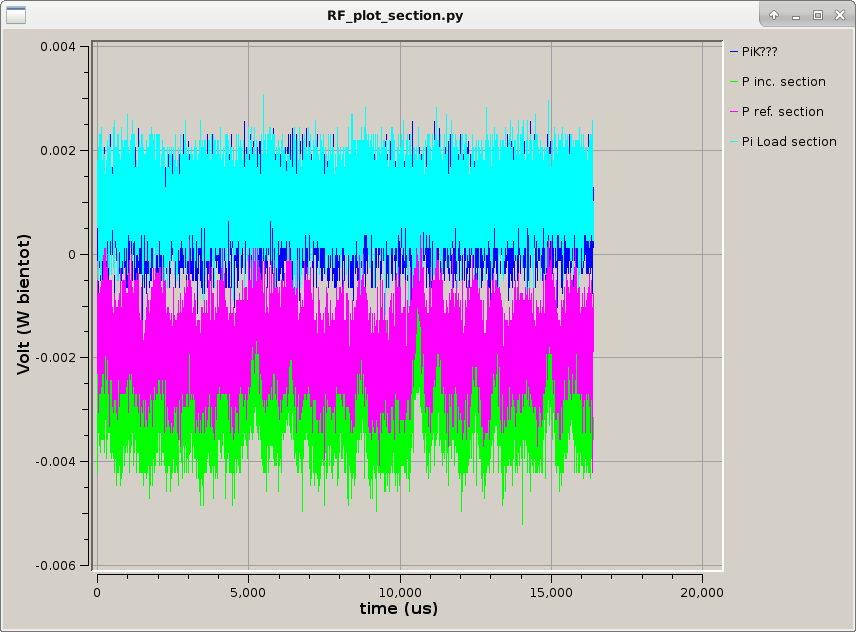 RF_plot_section.py
0.004
0.002
0
-0.002
-0.004
-0.006
Volt (W bientot)
0
5,000
10,000
15,000
20,000
time (us)
PiK???
P inc. section
P ref. section
Pi Load section